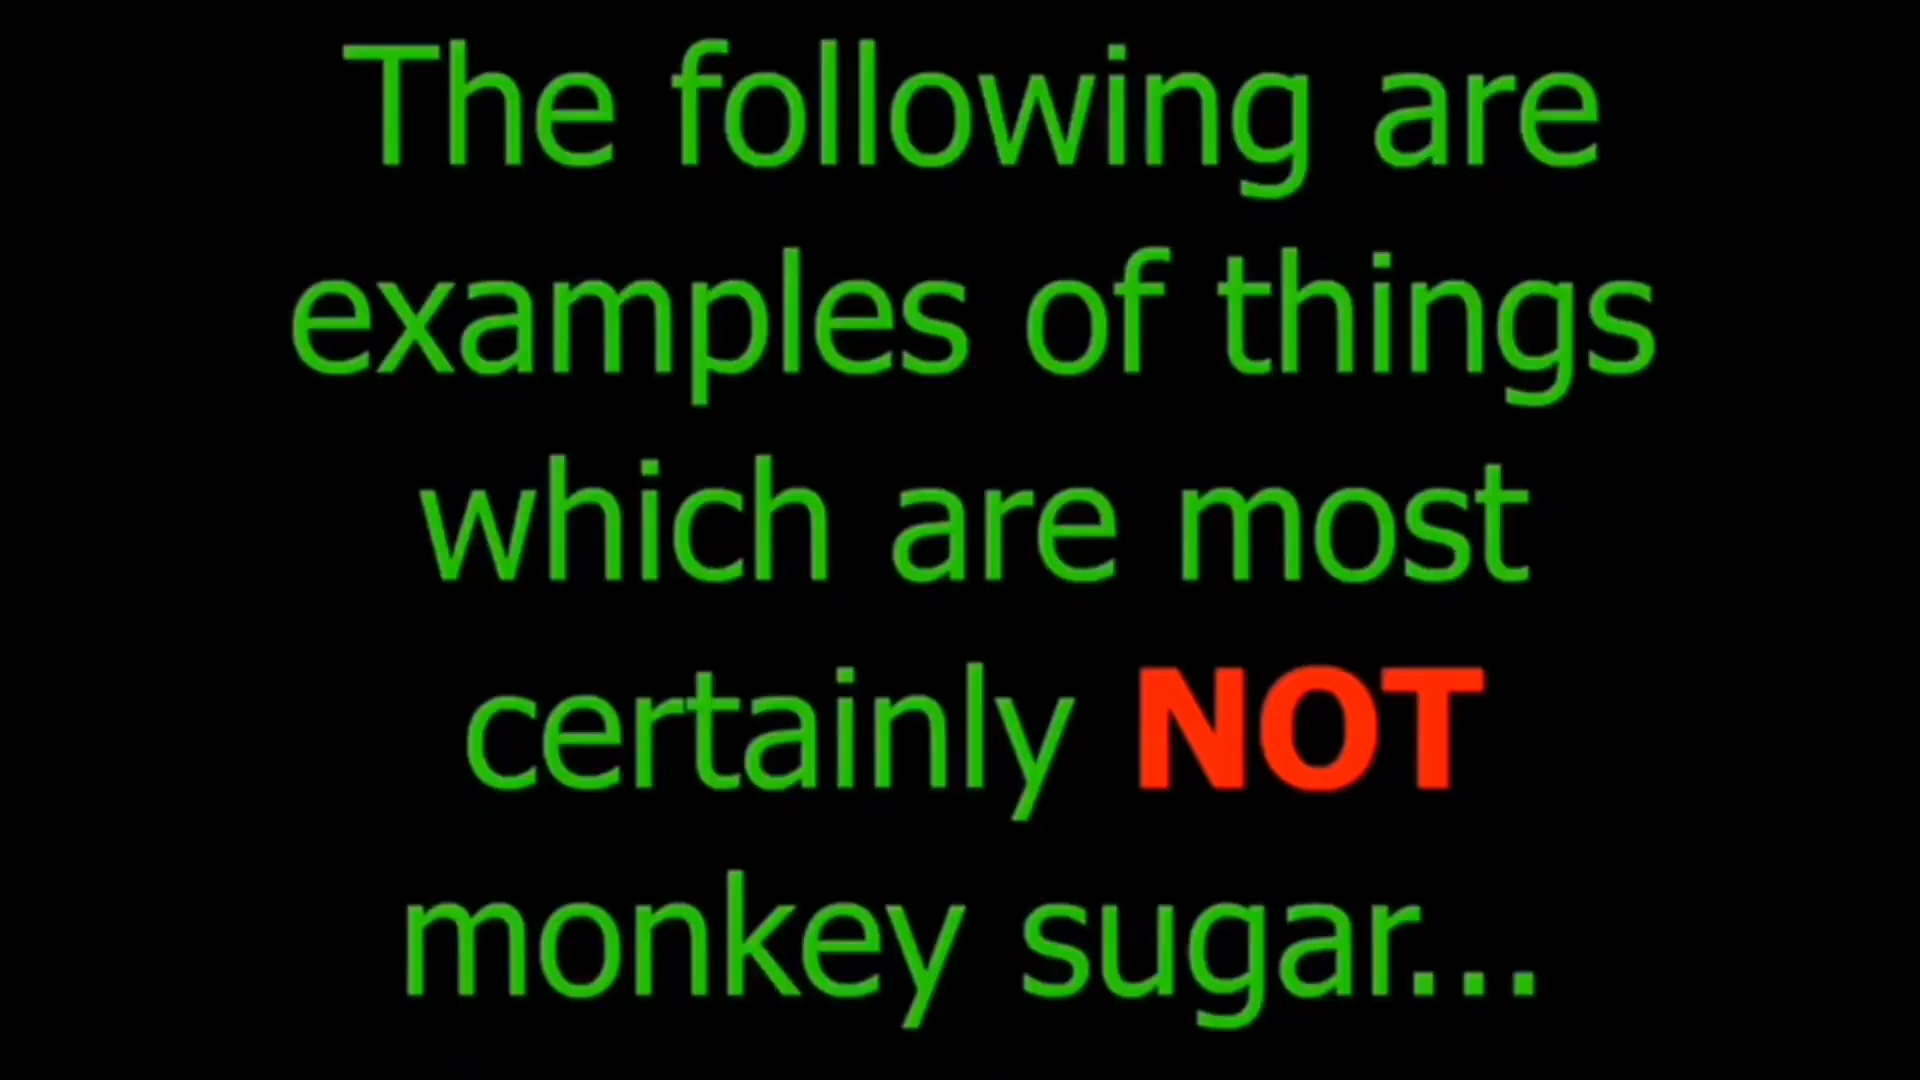 The following are
examples of things
which are most
certainly NOT
monkey sugar...